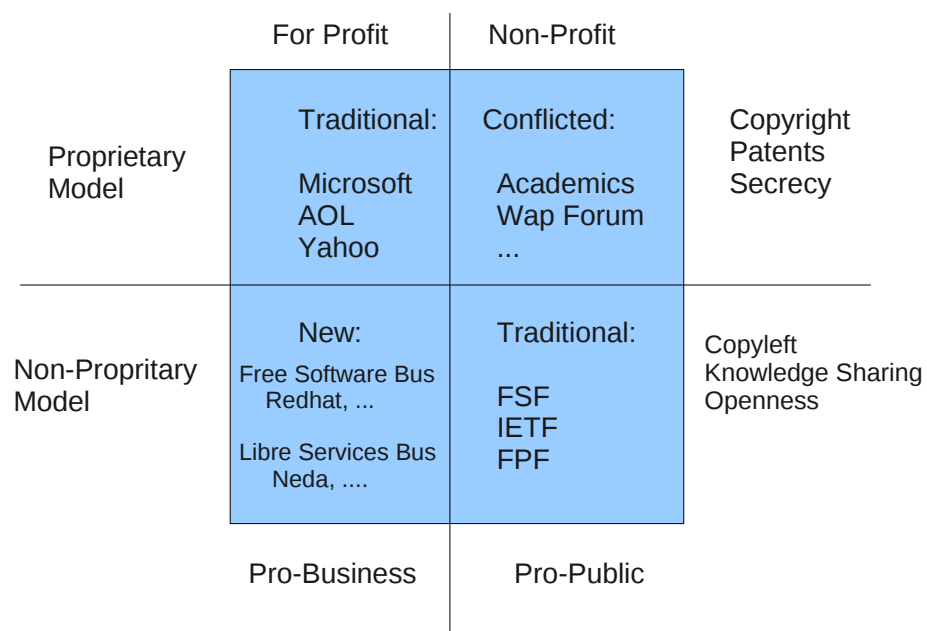 For Profit
Non-Profit
Proprietary
Model
Traditional:
Microsoft
AOL
Yahoo
Conflicted:
Academics
Wap Forum
...
Copyright
Patents
Secrecy
Non-Propritary
Model
New:
Free Software Bus
Redhat, ...
Libre Services Bus
Neda, ....
Traditional:
FSF
IETF
FPF
Copyleft
Knowledge Sharing
Openness
Pro-Business
Pro-Public